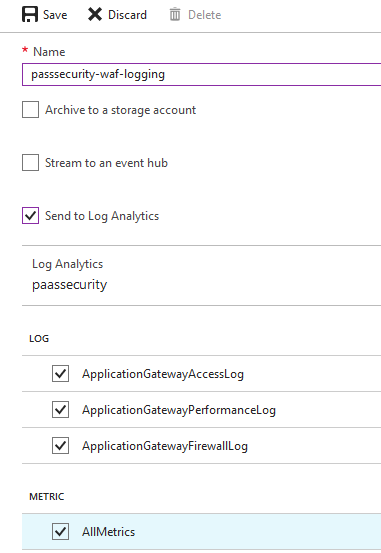 Save Discard Delete
* Name
passsecurity-waf-logging
Archive to a storage account
Stream to an event hub
Send to Log Analytics
Log Analytics
paassecurity
LOG
ApplicationGatewayAccessLog
ApplicationGatewayPerformanceLog
ApplicationGatewayFirewallLog
METRIC
AllMetrics